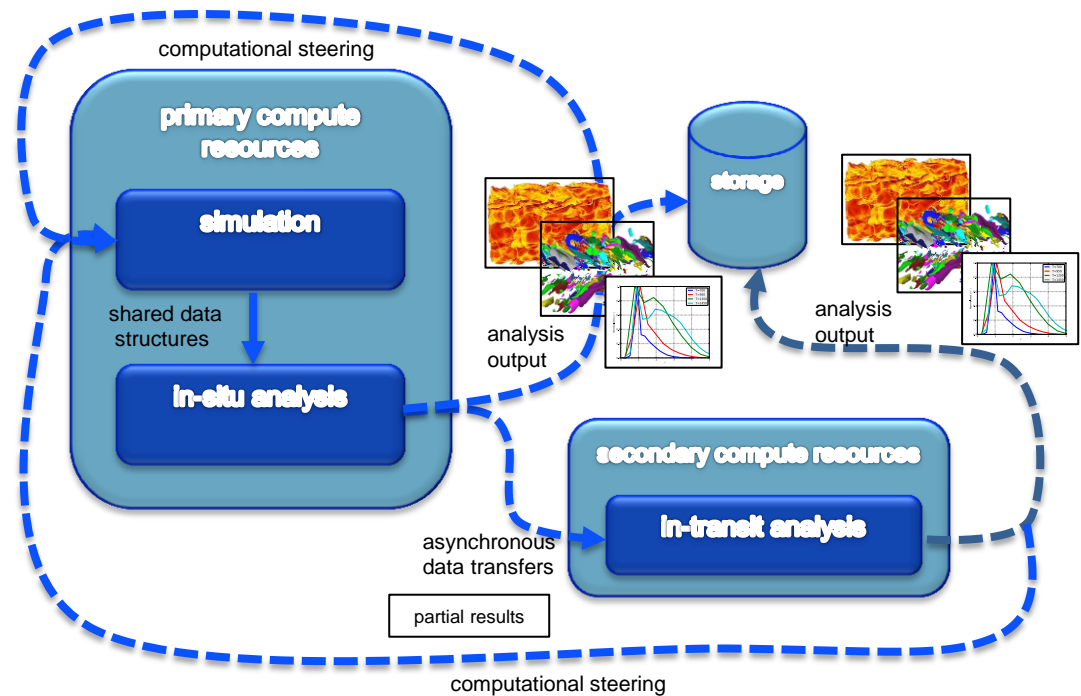 computational steering
primary compute
resources
simulation
shared data
structures
in-situ analysis
storage
analysis
output
analysis
output
secondary compute resources
in-transit analysis
asynchronous
data transfers
partial results
computational steering